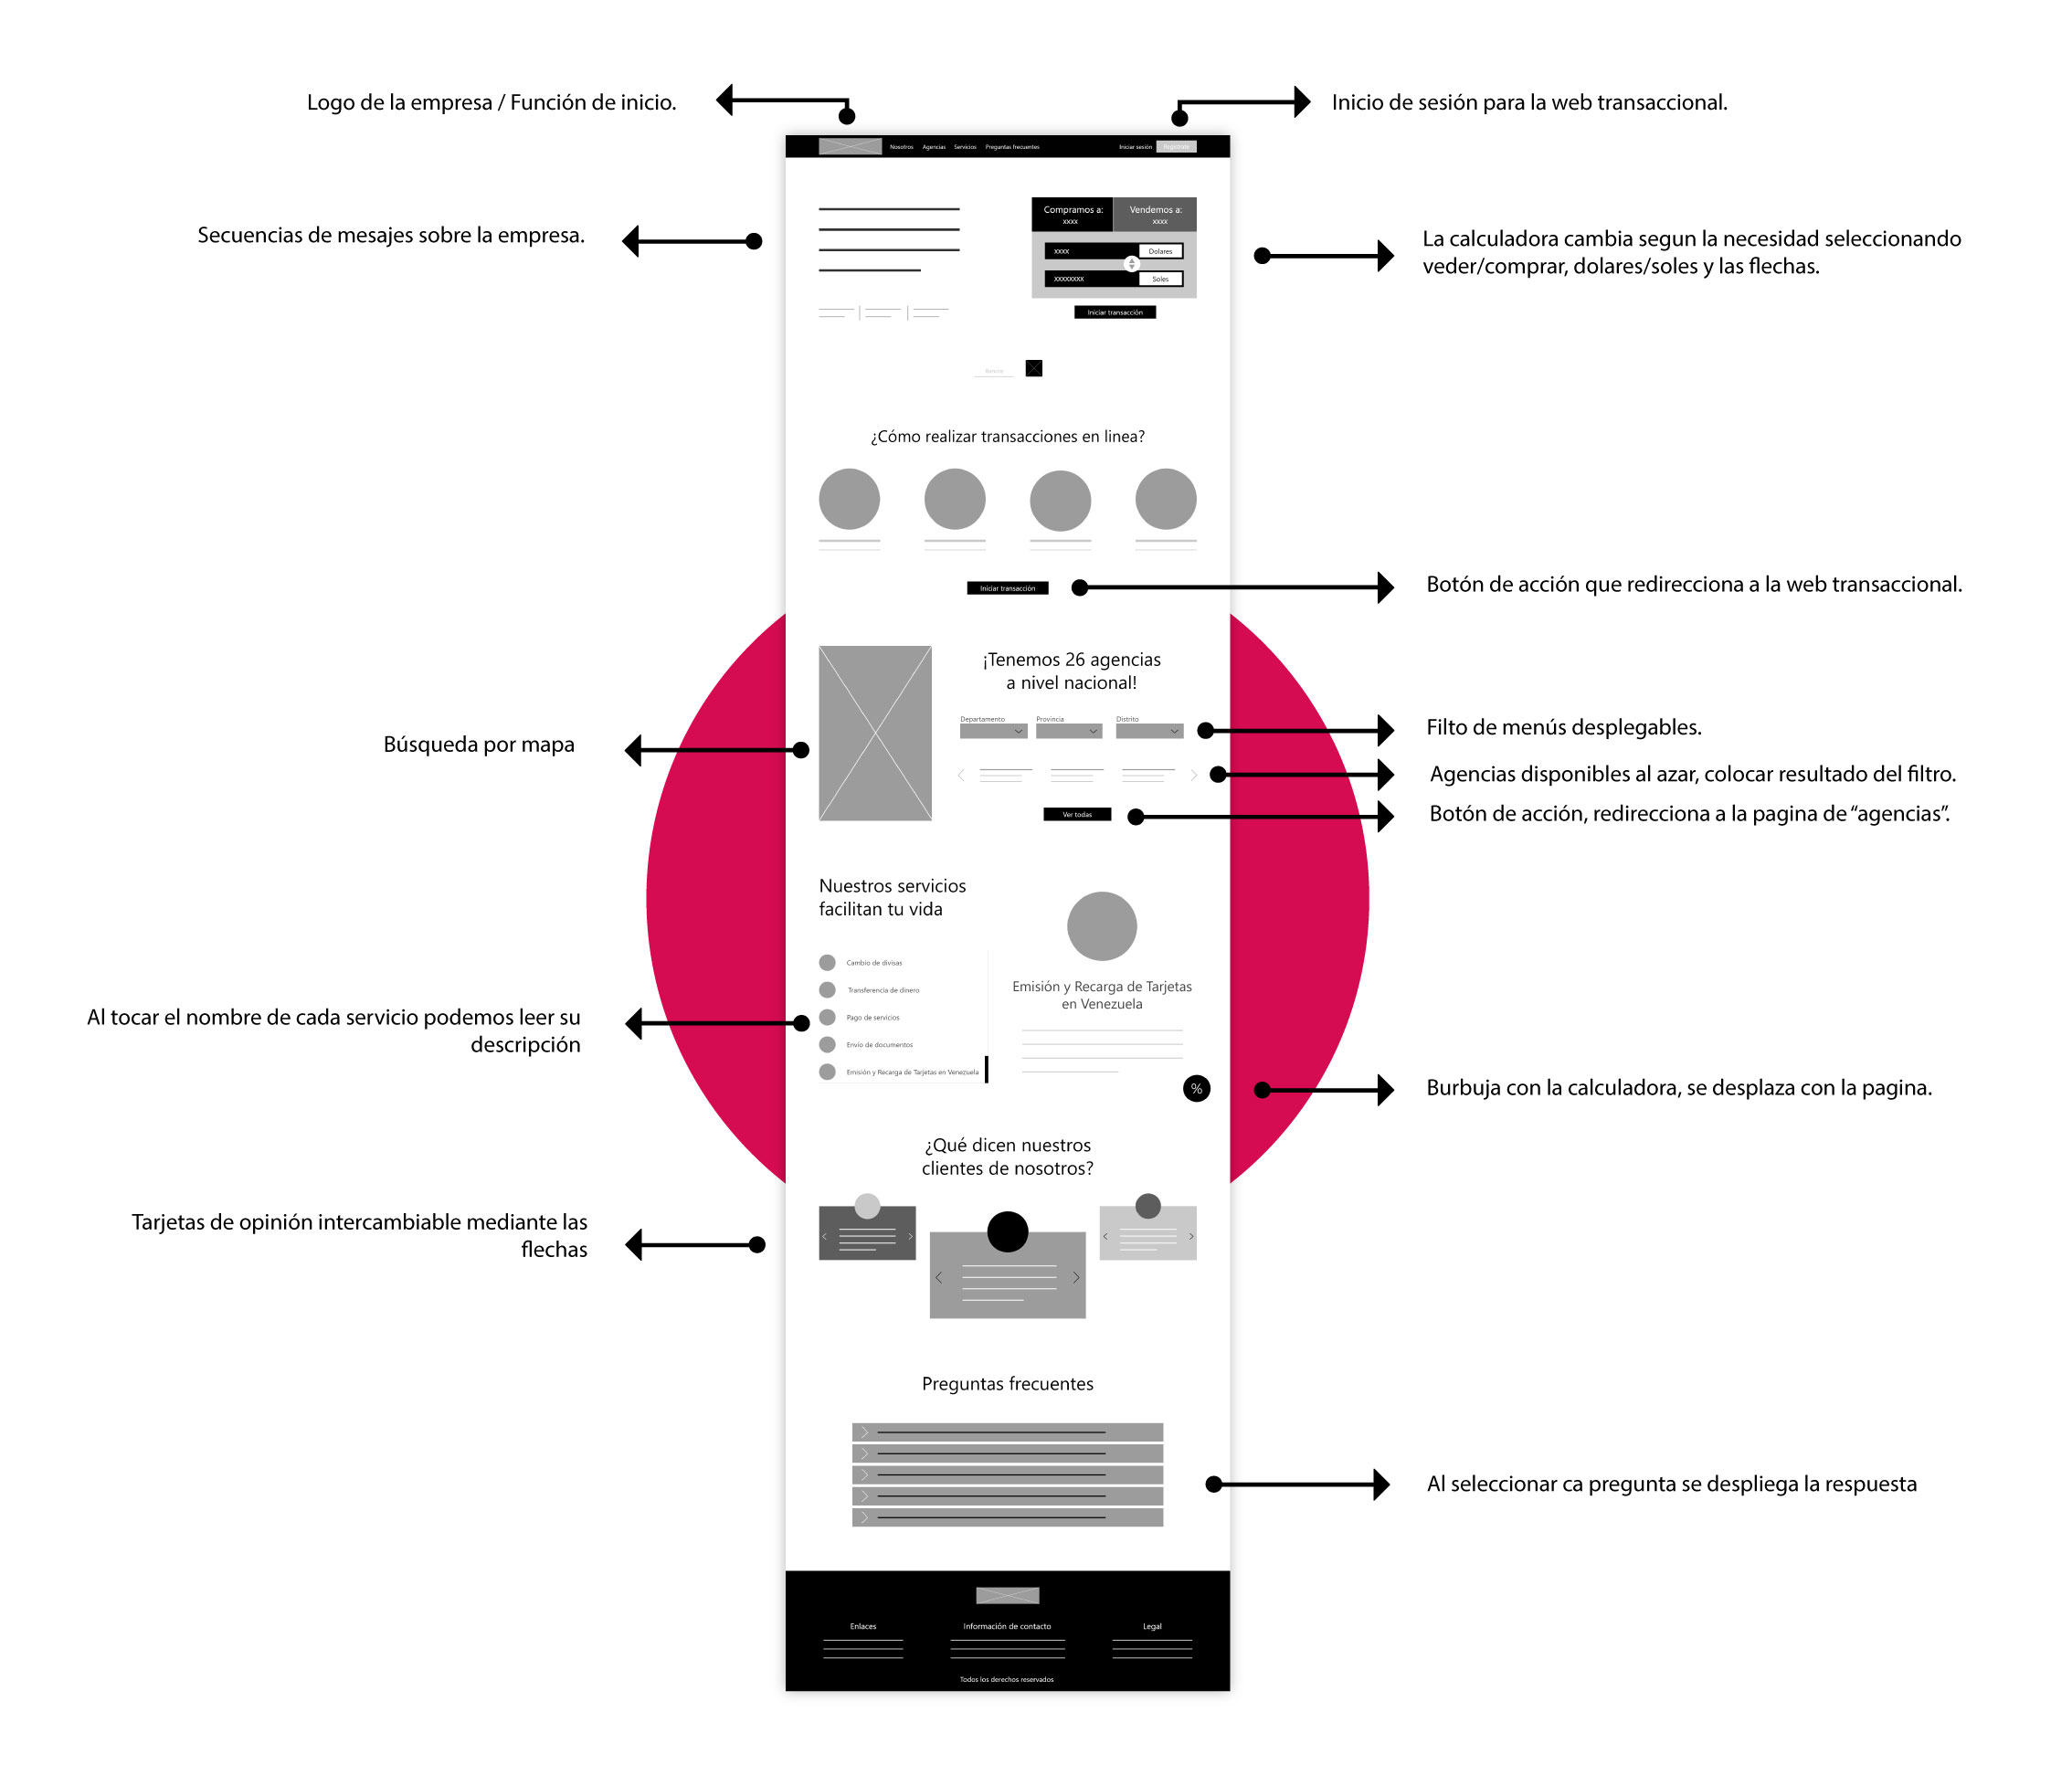 Logo de la empresa / Función de inicio.
Inicio de sesión para la web transaccional.
Nosotros Agencias Servicios Preguntas frecuentes
Iniciar sesión Regístrate
Secuencias de mesajes sobre la empresa.
Compramos a:
xxxx
Vendemos a:
xxxx
xxxx Dolares
xxxxxxxx Soles
Iniciar transacción
La calculadora cambia segun la necesidad seleccionando
veder/comprar, dolares/soles y las flechas.
¿Cómo realizar transacciones en linea?
Iniciar transacción
Botón de acción que redirecciona a la web transaccional.
¡Tenemos 26 agencias
a nivel nacional!
Departamento Provincia Distrito
Filto de menús desplegables.
Búsqueda por mapa
Agencias disponibles al azar, colocar resultado del filtro.
Ver todas
Botón de acción, redirecciona a la pagina de “agencias”.
Nuestros servicios
facilitan tu vida
Cambio de divisas
Transferencia de dinero
Pago de servicios
Envío de documentos
Emisión y Recarga de Tarjetas en Venezuela
Emisión y Recarga de Tarjetas
en Venezuela
%
Al tocar el nombre de cada servicio podemos leer su
descripción
Burbuja con la calculadora, se desplaza con la pagina.
¿Qué dicen nuestros
clientes de nosotros?
Tarjetas de opinión intercambiable mediante las
flechas
Preguntas frecuentes
Al seleccionar ca pregunta se despliega la respuesta
Enlaces
Información de contacto
Legal
Todos los derechos reservados